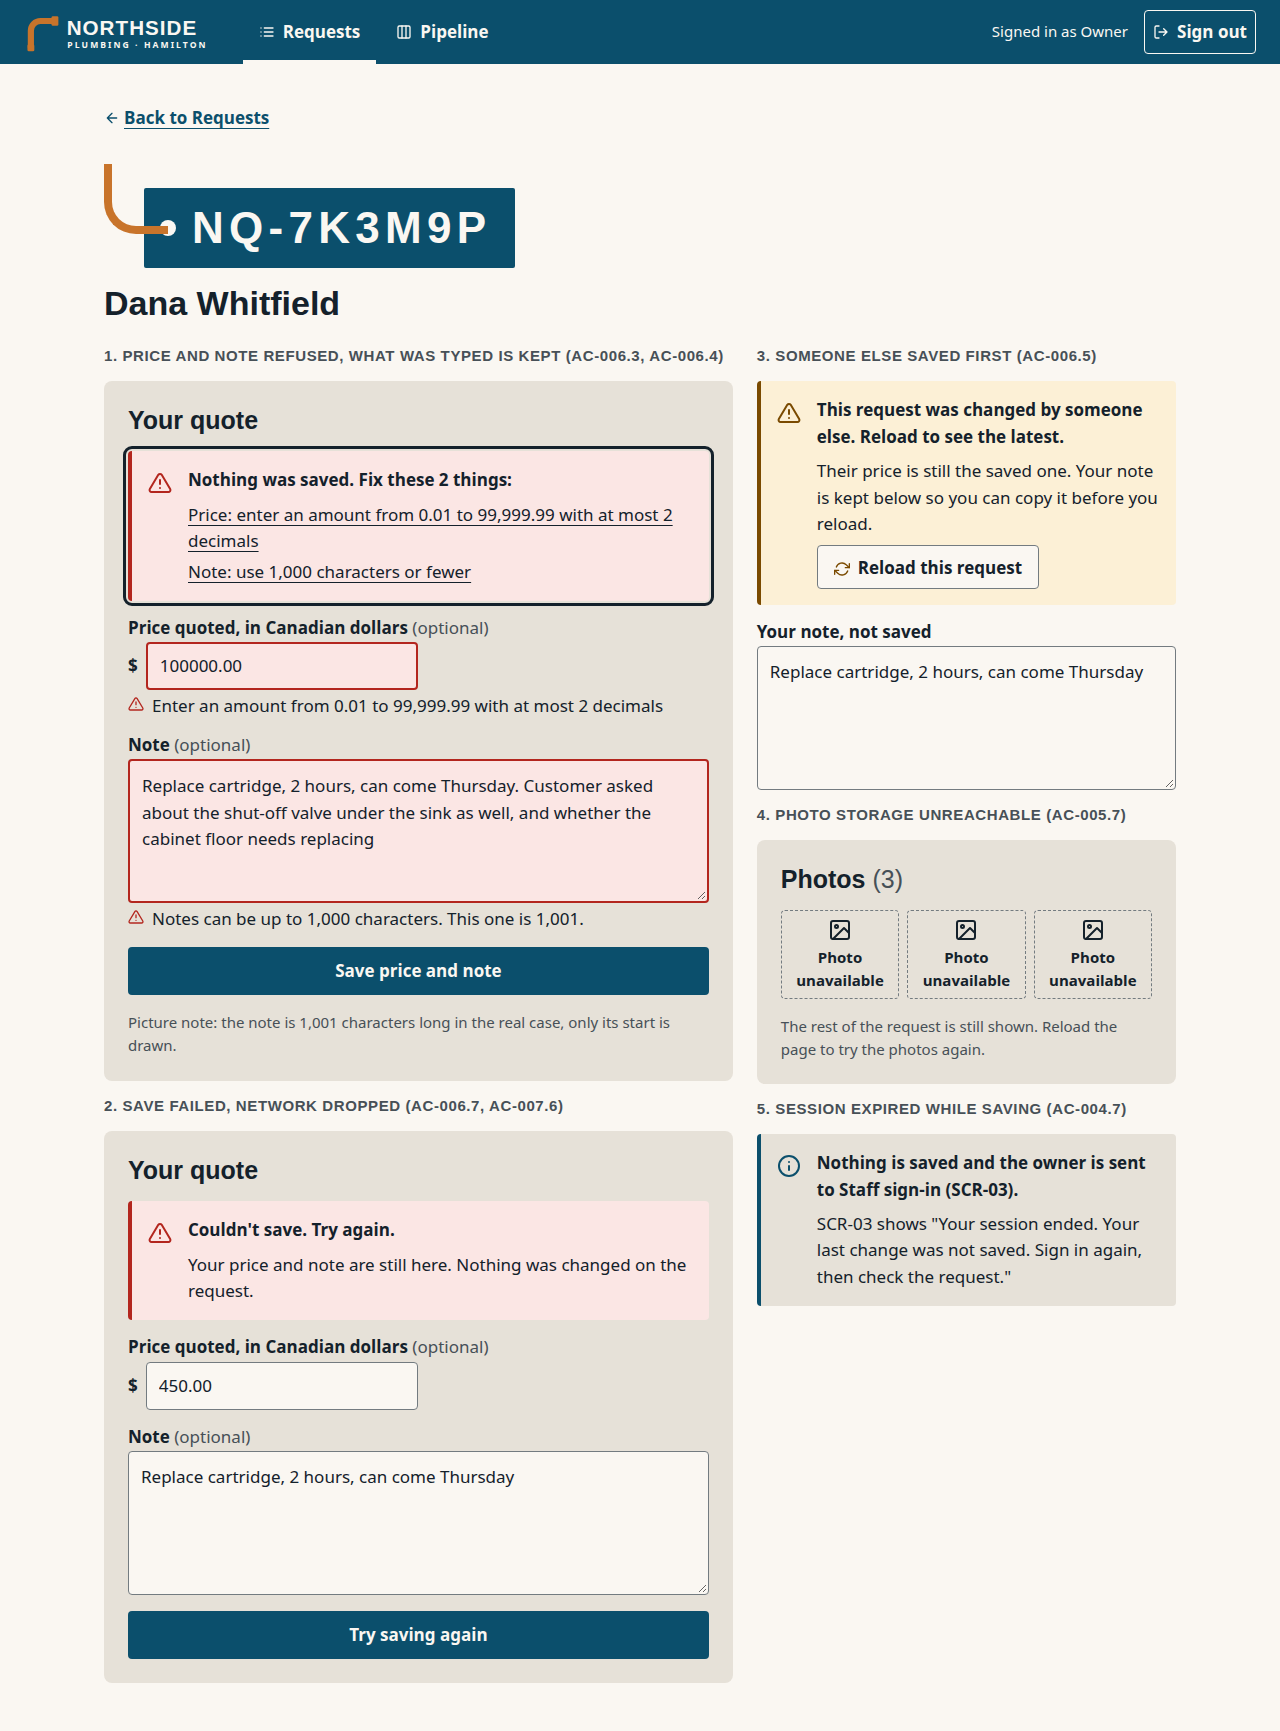 NORTHSIDE
PLUMBING · HAMILTON
Requests
Pipeline
Signed in as Owner
Sign out
Back to Requests
NQ-7K3M9P
Dana Whitfield
1. PRICE AND NOTE REFUSED, WHAT WAS TYPED IS KEPT (AC-006.3, AC-006.4)
Your quote
Nothing was saved. Fix these 2 things:
Price: enter an amount from 0.01 to 99,999.99 with at most 2
decimals
Note: use 1,000 characters or fewer
Price quoted, in Canadian dollars (optional)
$ 100000.00
Enter an amount from 0.01 to 99,999.99 with at most 2 decimals
Note (optional)
Replace cartridge, 2 hours, can come Thursday. Customer asked
about the shut-off valve under the sink as well, and whether the
cabinet floor needs replacing
Notes can be up to 1,000 characters. This one is 1,001.
Save price and note
Picture note: the note is 1,001 characters long in the real case, only its start is
drawn.
2. SAVE FAILED, NETWORK DROPPED (AC-006.7, AC-007.6)
Your quote
Couldn't save. Try again.
Your price and note are still here. Nothing was changed on the
request.
Price quoted, in Canadian dollars (optional)
$ 450.00
Note (optional)
Replace cartridge, 2 hours, can come Thursday
Try saving again
3. SOMEONE ELSE SAVED FIRST (AC-006.5)
This request was changed by someone
else. Reload to see the latest.
Their price is still the saved one. Your note
is kept below so you can copy it before you
reload.
Reload this request
Your note, not saved
Replace cartridge, 2 hours, can come Thursday
4. PHOTO STORAGE UNREACHABLE (AC-005.7)
Photos (3)
Photo
unavailable
Photo
unavailable
Photo
unavailable
The rest of the request is still shown. Reload the
page to try the photos again.
5. SESSION EXPIRED WHILE SAVING (AC-004.7)
Nothing is saved and the owner is sent
to Staff sign-in (SCR-03).
SCR-03 shows "Your session ended. Your
last change was not saved. Sign in again,
then check the request."